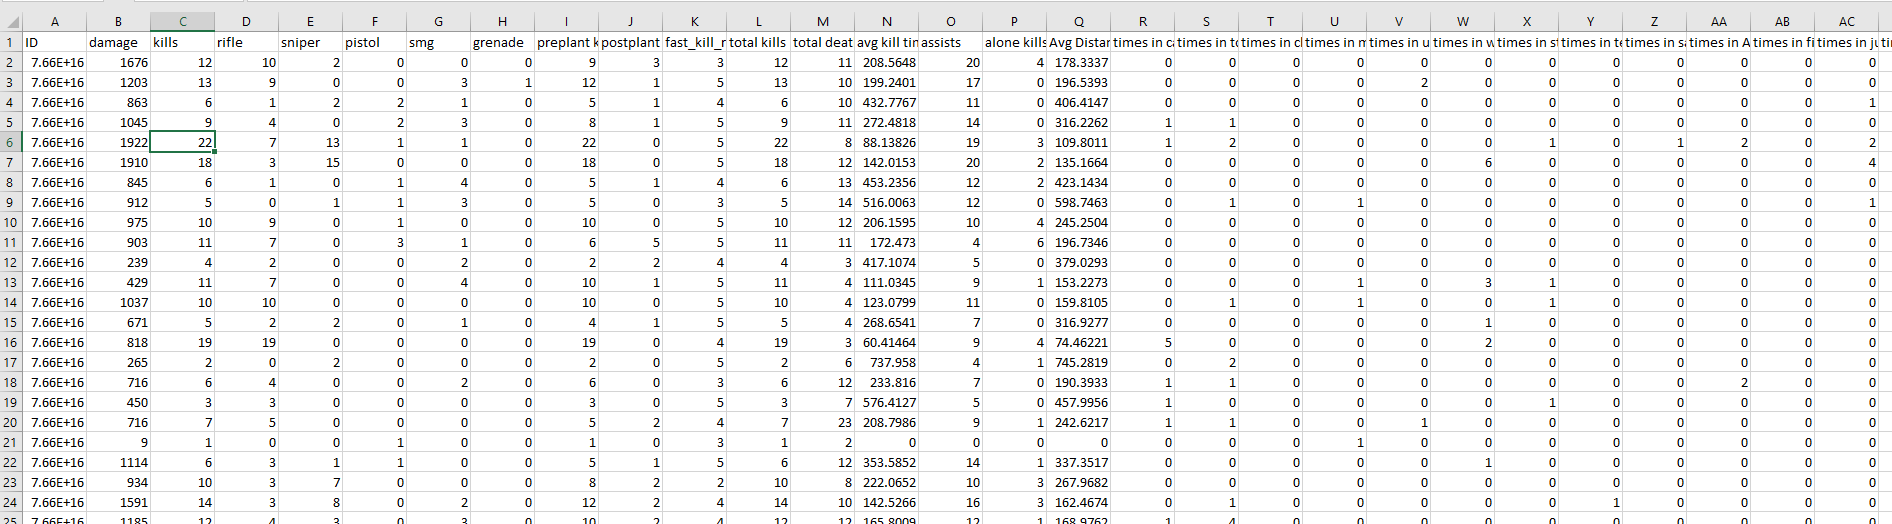 A B C D E F G H I J K L M N O P Q R S T U V W X Y Z AA AB AC
1 ID damage kills rifle sniper pistol smg grenade preplant k postplant fast_kill_r total kills total deat avg kill tin assists alone kills Avg Distar times in ca times in to times in cl times in n times in u times in w times in st times in te times in sa times in A times in fi times in ju tin
2 7.66E+16 1676 12 10 2 0 0 0 9 3 3 12 11 208.5648 20 4 178.3337 0 0 0 0 0 0 0 0 0 0 0 0
3 7.66E+16 1203 13 9 0 0 3 1 12 1 5 13 10 199.2401 17 0 196.5393 0 0 0 0 2 0 0 0 0 0 0 0
4 7.66E+16 863 6 1 2 2 1 0 5 1 4 6 10 432.7767 11 0 406.4147 0 0 0 0 0 0 0 0 0 0 0 1
5 7.66E+16 1045 9 4 0 2 3 0 8 1 5 9 11 272.4818 14 0 316.2262 1 1 0 0 0 0 0 0 0 0 0 0
6 7.66E+16 1922 22 7 13 1 1 0 22 0 5 22 8 88.13826 19 3 109.8011 1 2 0 0 0 0 1 0 1 2 0 2
7 7.66E+16 1910 18 3 15 0 0 0 18 0 5 18 12 142.0153 20 2 135.1664 0 0 0 0 0 6 0 0 0 0 0 4
8 7.66E+16 845 6 1 0 1 4 0 5 1 4 6 13 453.2356 12 2 423.1434 0 0 0 0 0 0 0 0 0 0 0 0
9 7.66E+16 912 5 0 1 1 3 0 5 0 3 5 14 516.0063 12 0 598.7463 0 1 0 1 0 0 0 0 0 0 0 1
10 7.66E+16 975 10 9 0 1 0 0 10 0 5 10 12 206.1595 10 4 245.2504 0 0 0 0 0 0 0 0 0 0 0 0
11 7.66E+16 903 11 7 0 3 1 0 6 5 5 11 11 172.473 4 6 196.7346 0 0 0 0 0 0 0 0 0 0 0 0
12 7.66E+16 239 4 2 0 0 2 0 2 2 4 4 3 417.1074 5 0 379.0293 0 0 0 0 0 0 0 0 0 0 0 0
13 7.66E+16 429 11 7 0 0 4 0 10 1 5 11 4 111.0345 9 1 153.2273 0 0 0 1 0 3 1 0 0 0 0 0
14 7.66E+16 1037 10 10 0 0 0 0 10 0 5 10 4 123.0799 11 0 159.8105 0 1 0 1 0 0 1 0 0 0 0 0
15 7.66E+16 671 5 2 2 0 1 0 4 1 5 5 4 268.6541 7 0 316.9277 0 0 0 0 0 1 0 0 0 0 0 0
16 7.66E+16 818 19 19 0 0 0 0 19 0 4 19 3 60.41464 9 4 74.46221 5 0 0 0 0 2 0 0 0 0 0 0
17 7.66E+16 265 2 0 2 0 0 0 2 0 5 2 6 737.958 4 1 745.2819 0 2 0 0 0 0 0 0 0 0 0 0
18 7.66E+16 716 6 4 0 0 2 0 6 0 3 6 12 233.816 7 0 190.3933 1 1 0 0 0 0 0 0 0 2 0 0
19 7.66E+16 450 3 3 0 0 0 0 3 0 5 3 7 576.4127 5 0 457.9956 1 0 0 0 0 0 1 0 0 0 0 0
20 7.66E+16 716 7 5 0 0 0 0 5 2 4 7 23 208.7986 9 1 242.6217 1 1 0 0 1 0 0 0 0 0 0 0
21 7.66E+16 9 1 0 0 1 0 0 1 0 3 1 2 0 0 0 0 0 0 0 1 0 0 0 0 0 0 0 0
22 7.66E+16 1114 6 3 1 1 0 0 5 1 5 6 12 353.5852 14 1 337.3517 0 0 0 0 0 1 0 0 0 0 0 0
23 7.66E+16 934 10 3 7 0 0 0 8 2 2 10 8 222.0652 10 3 267.9682 0 0 0 0 0 0 0 0 0 0 0 0
24 7.66E+16 1591 14 3 8 0 2 0 12 2 4 14 10 142.5266 16 3 162.4674 0 1 0 0 0 0 0 1 0 0 0 0
25 7.66E+16 1185 12 4 3 0 3 0 10 2 4 12 12 165.8009 12 1 168.9762 1 4 0 0 0 0 0 0 0 0 0 0